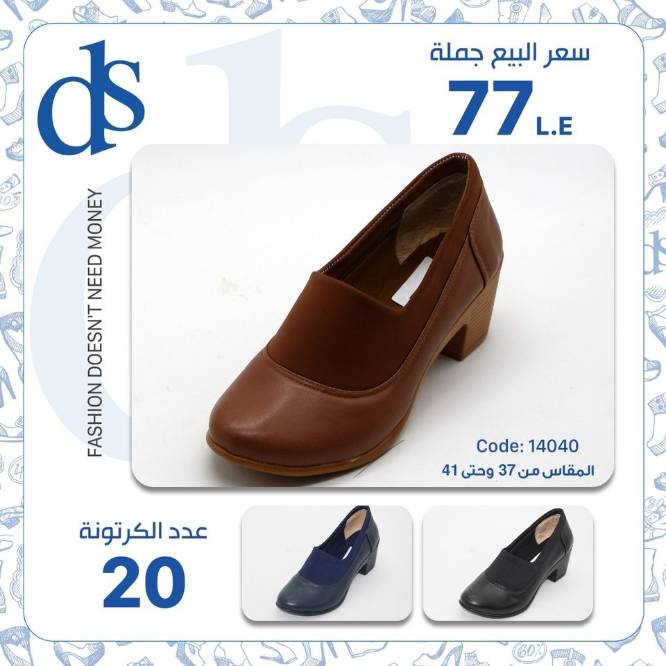 ds
سعر البيع جملة
77 L.E
FASHION DOESN'T NEED MONEY
Code: 14040
المقاس من 37 وحتى 41
عدد الكرتونة
20
60%